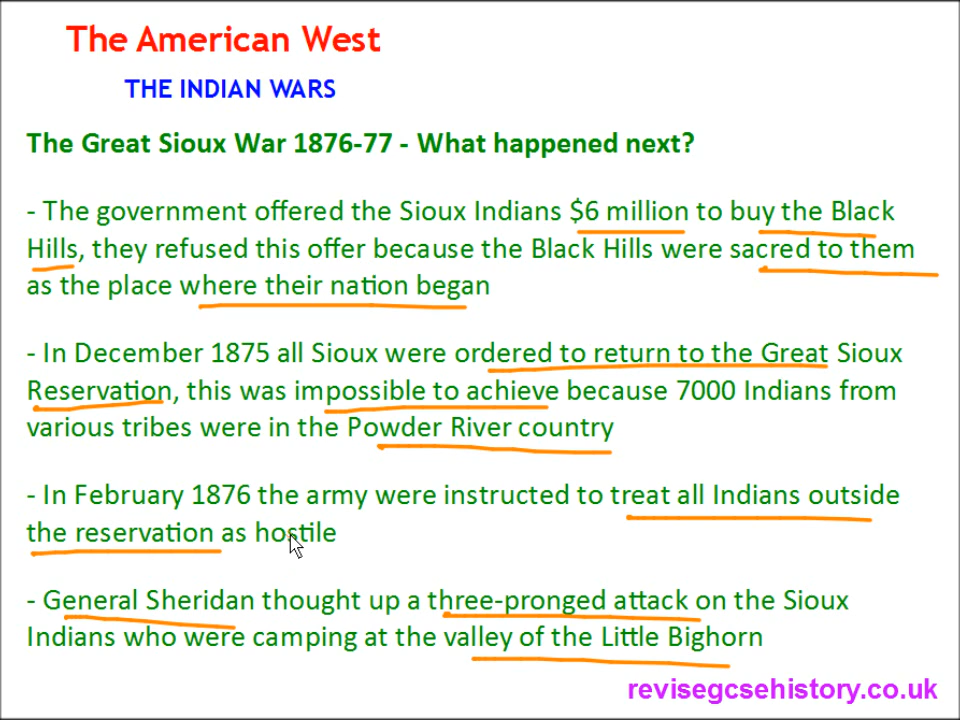 The American West
THE INDIAN WARS
The Great Sioux War 1876-77 - What happened next?
- The government offered the Sioux Indians $6 million to buy the Black
Hills, they refused this offer because the Black Hills were sacred to them
as the place where their nation began
- In December 1875 all Sioux were ordered to return to the Great Sioux
Reservation, this was impossible to achieve because 7000 Indians from
various tribes were in the Powder River country
- In February 1876 the army were instructed to treat all Indians outside
the reservation as hostile
- General Sheridan thought up a three-pronged attack on the Sioux
Indians who were camping at the valley of the Little Bighorn
revisegcsehistory.co.uk